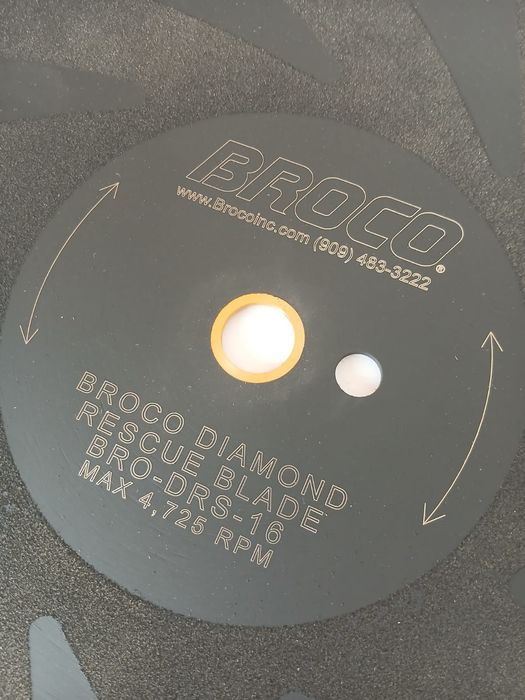 BROCO®
www.Brocoinc.com (909) 483-3222
BROCO DIAMOND
RESCUE BLADE
BRO-DRS-16
MAX 4,725 RPM